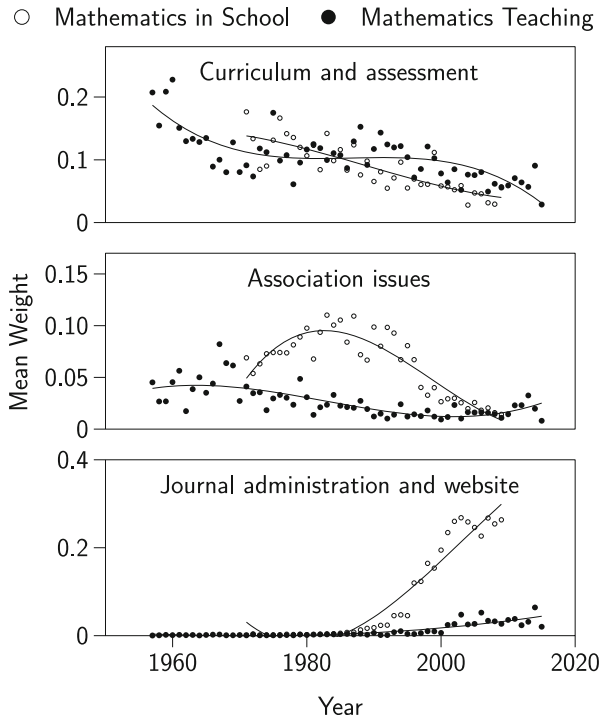 ○ Mathematics in School ● Mathematics Teaching
Curriculum and assessment
0.2
0.1
0
Association issues
0.15
0.10
0.05
0
Mean Weight
Journal administration and website
0.4
0.2
0
1960 1980 2000 2020
Year